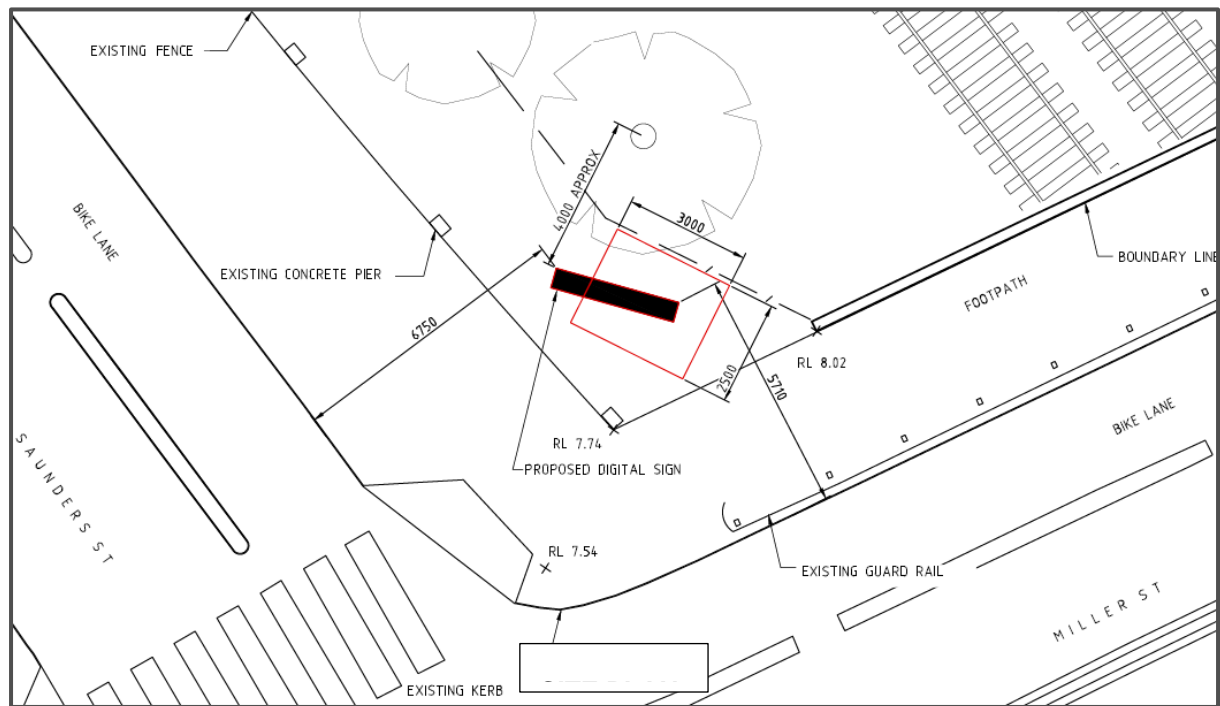 EXISTING FENCE
BIKE LANE
4000 APPROX
3000
EXISTING CONCRETE PIER
BOUNDARY LINE
FOOTPATH
6750
2500
5710
RL 8.02
RL 7.74
PROPOSED DIGITAL SIGN
BIKE LANE
SAUNDERS ST
RL 7.54
EXISTING GUARD RAIL
MILLER ST
EXISTING KERB